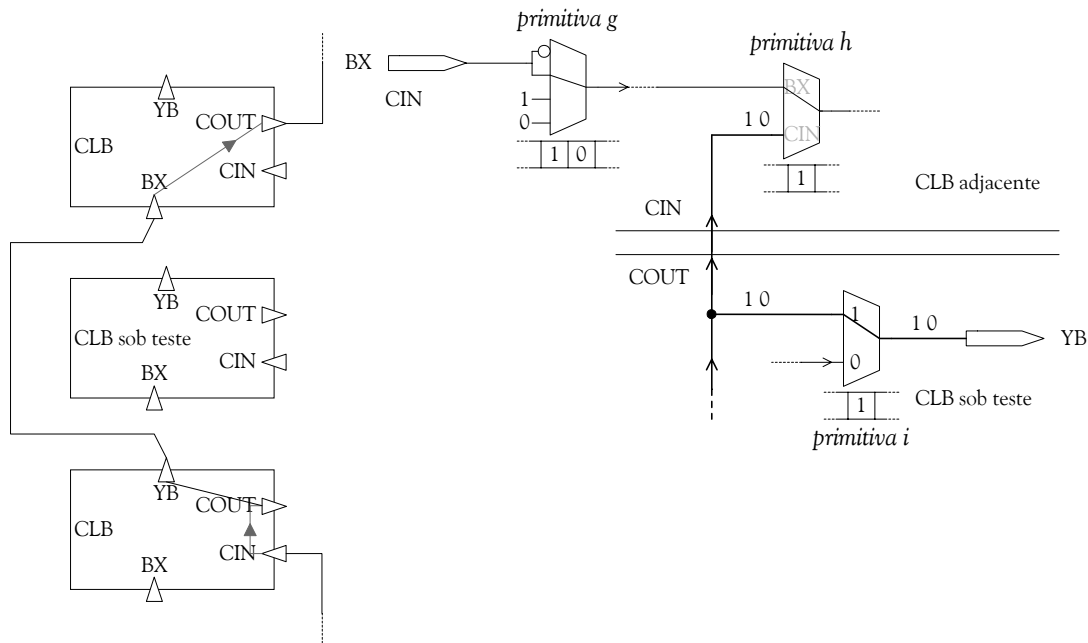 YB
COUT
CLB
CIN
BX
YB
COUT
CLB sob teste
CIN
BX
YB
COUT
CLB
CIN
BX
primitiva g
BX
CIN
1
0
1 0
primitiva h
BX
1 0
CIN
1
CLB adjacente
CIN
COUT
1 0
1
1 0
YB
0
1
CLB sob teste
primitiva i